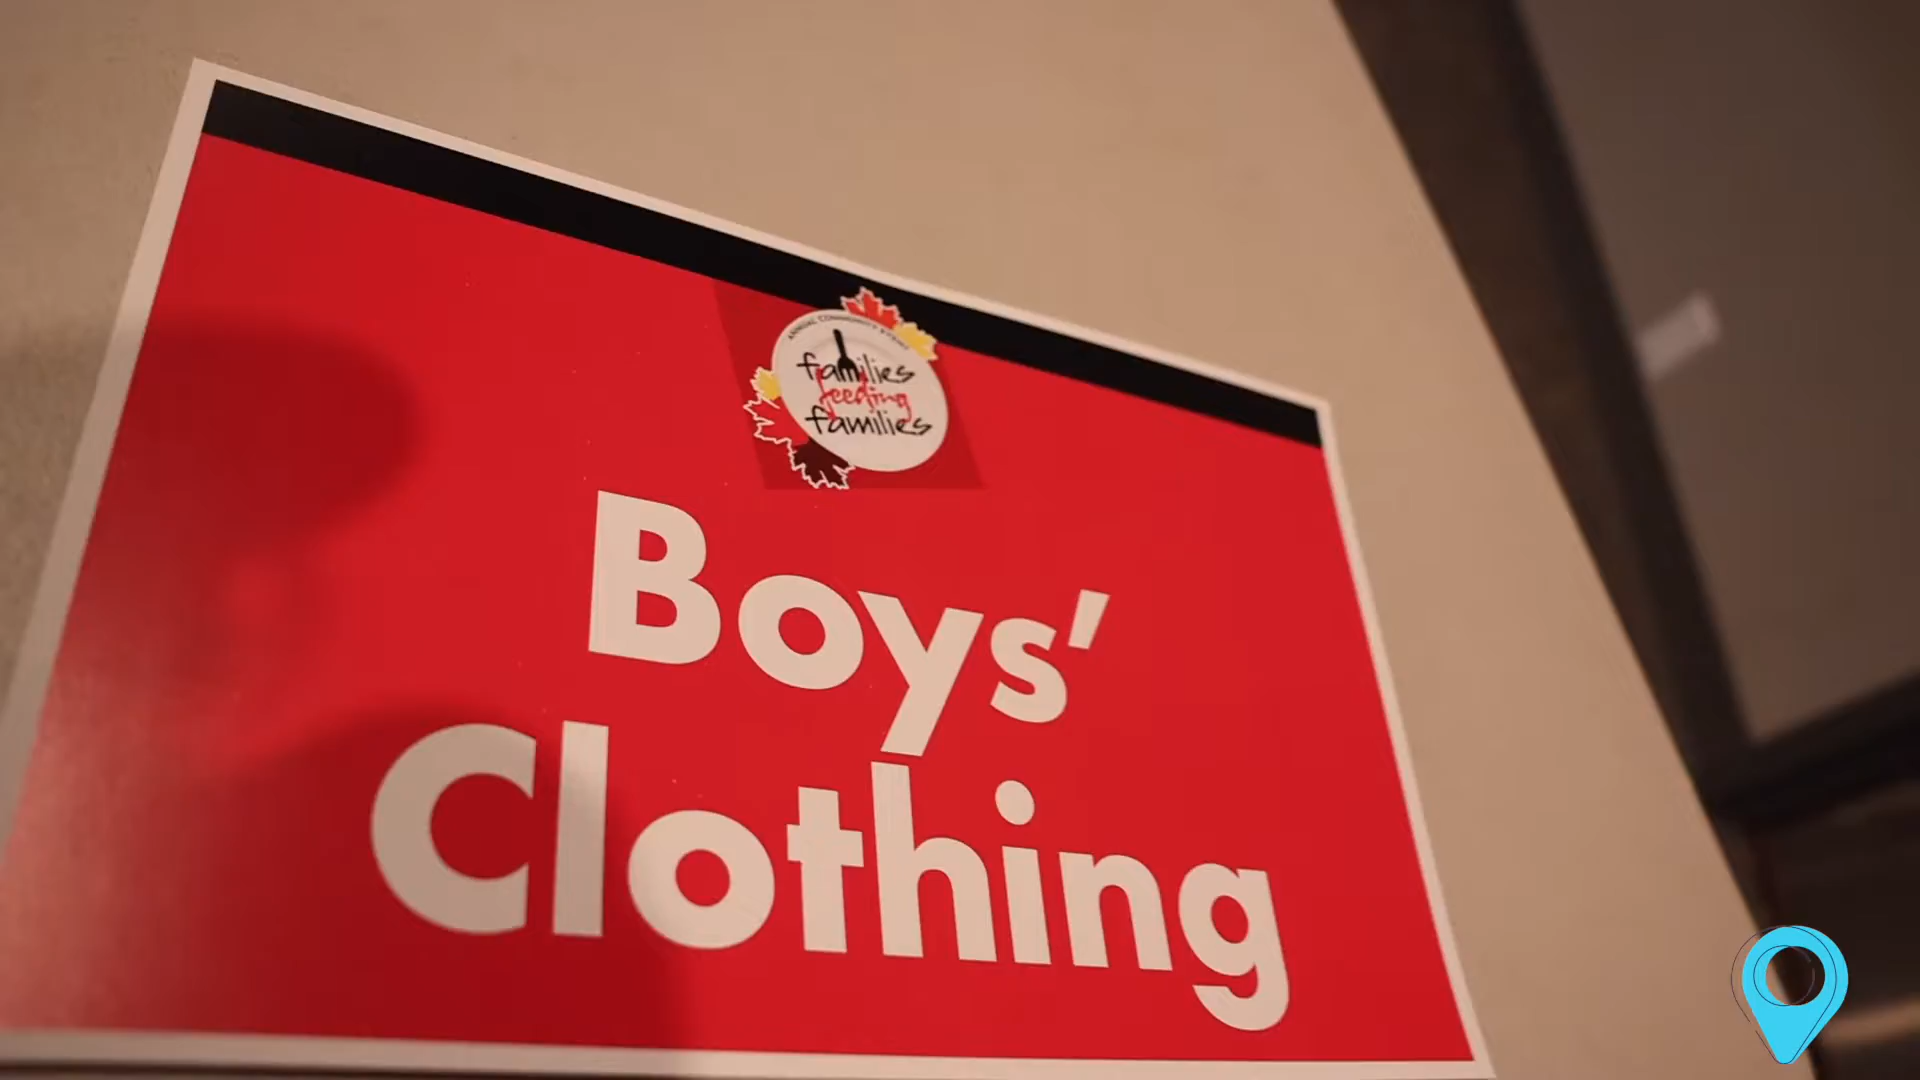 families
feeding
families
Boys’
Clothing